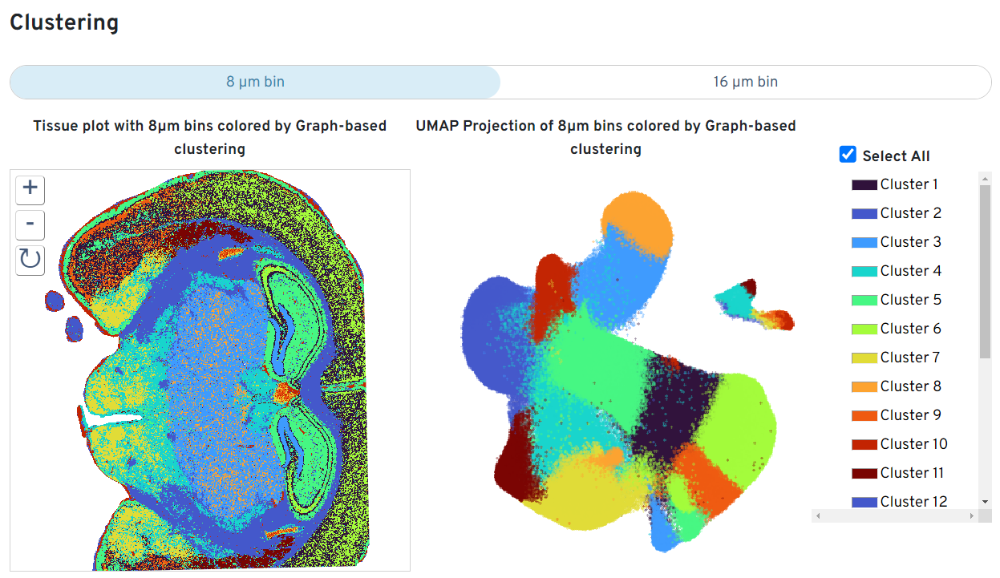 Clustering
8 µm bin
16 µm bin
Tissue plot with 8µm bins colored by Graph-based
clustering
UMAP Projection of 8µm bins colored by Graph-based
clustering
Select All
+
-
Cluster 1
Cluster 2
Cluster 3
Cluster 4
Cluster 5
Cluster 6
Cluster 7
Cluster 8
Cluster 9
Cluster 10
Cluster 11
Cluster 12